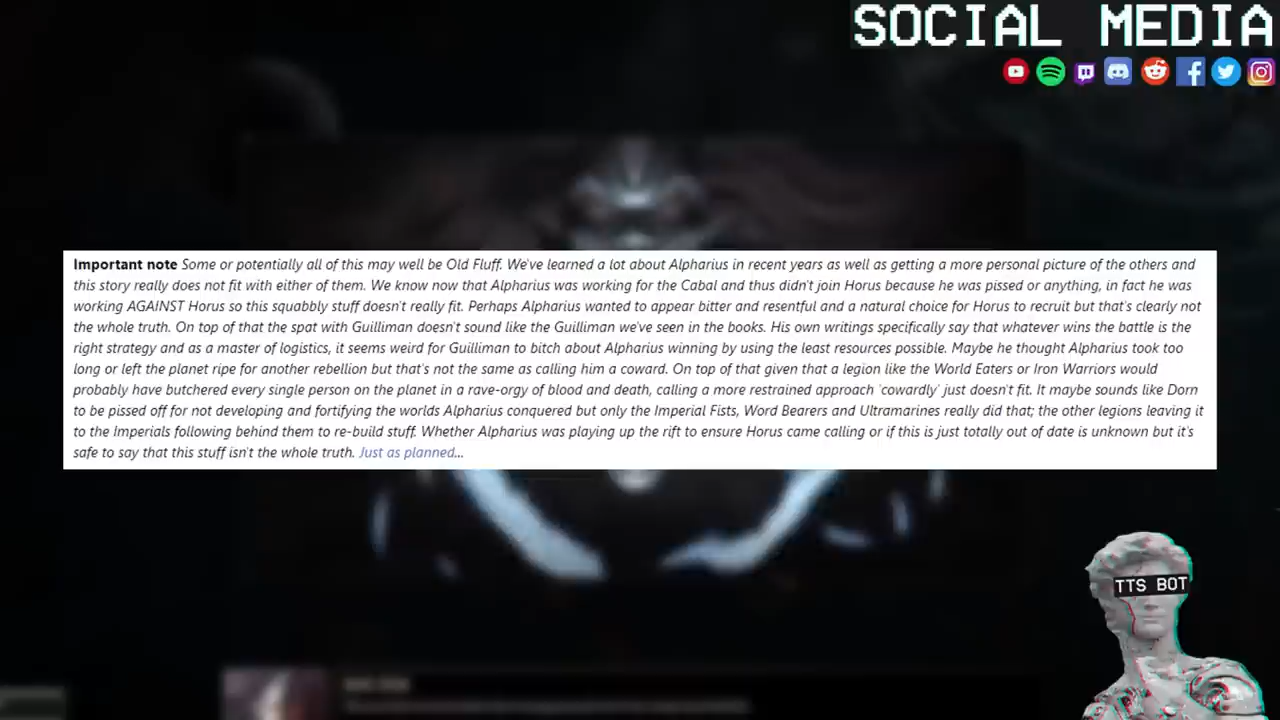 SOCIAL MEDIA
Important note Some or potentially all of this may well be Old Fluff. We've learned a lot about Alpharius in recent years as well as getting a more personal picture of the others and
this story really does not fit with either of them. We know now that Alpharius was working for the Cabal and thus didn't join Horus because he was pissed or anything, in fact he was
working AGAINST Horus so this squabbly stuff doesn't really fit. Perhaps Alpharius wanted to appear bitter and resentful and a natural choice for Horus to recruit but that's clearly not
the whole truth. On top of that the spat with Guilliman doesn't sound like the Guilliman we've seen in the books. His own writings specifically say that whatever wins the battle is the
right strategy and as a master of logistics, it seems weird for Guilliman to bitch about Alpharius winning by using the least resources possible. Maybe he thought Alpharius took too
long or left the planet ripe for another rebellion but that's not the same as calling him a coward. On top of that given that a legion like the World Eaters or Iron Warriors would
probably have butchered every single person on the planet in a rave-orgy of blood and death, calling a more restrained approach 'cowardly' just doesn't fit. It maybe sounds like Dorn
to be pissed off for not developing and fortifying the worlds Alpharius conquered but only the Imperial Fists, Word Bearers and Ultramarines really did that; the other legions leaving it
to the Imperials following behind them to re-build stuff. Whether Alpharius was playing up the rift to ensure Horus came calling or if this is just totally out of date is unknown but it's
safe to say that this stuff isn't the whole truth. Just as planned...
TTS BOT